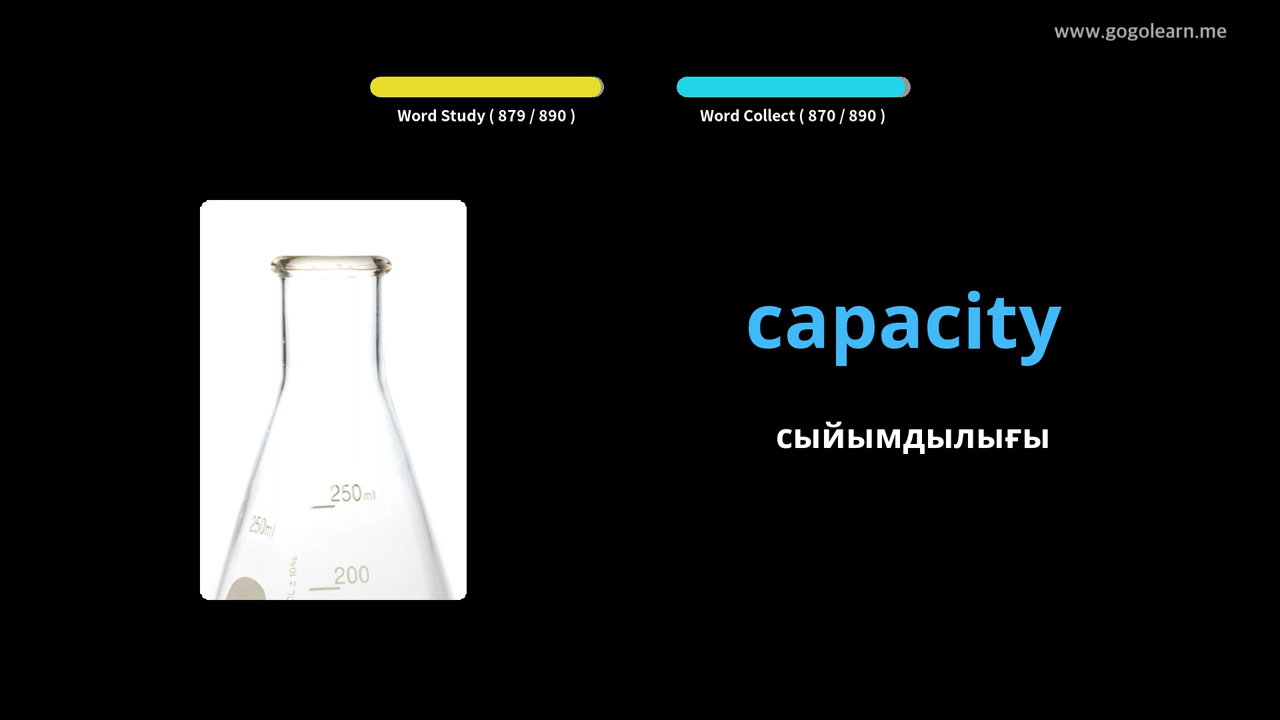 www.gogolearn.me
Word Study ( 879 / 890 )
Word Collect ( 870 / 890 )
capacity
сыйымдылығы
250ml
250ml
200